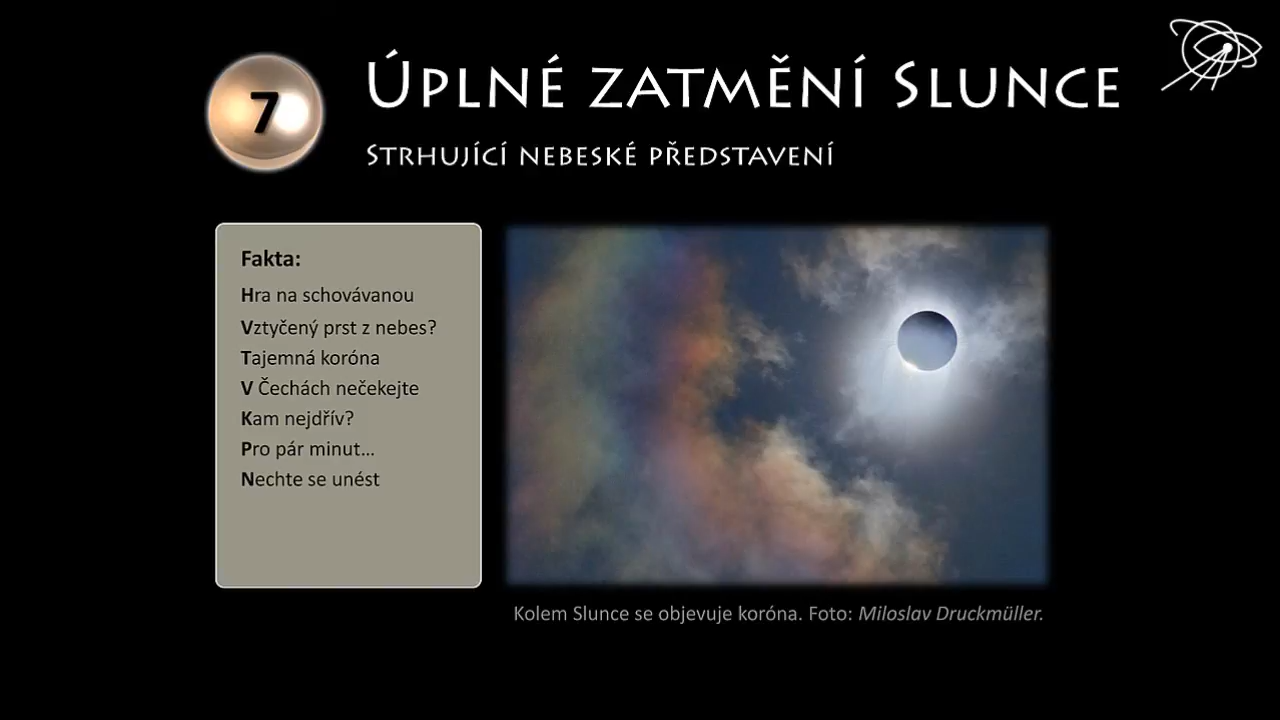 7
Úplné zatmění Slunce
Strhující nebeské představení
Fakta:
Hra na schovávanou
Vztyčený prst z nebes?
Tajemná koróna
V Čechách nečekejte
Kam nejdřív?
Pro pár minut...
Nechte se unést
Kolem Slunce se objevuje koróna. Foto: Miloslav Druckmüller.